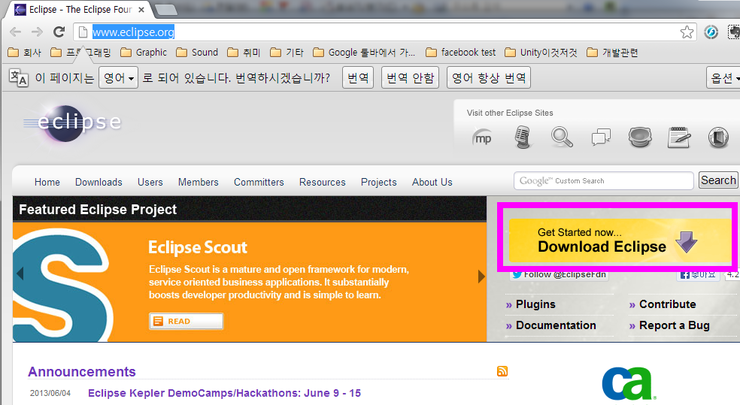 Eclipse - The Eclipse Foun
www.eclipse.org
회사 프로그래밍 Graphic Sound 취미 기타 Google 툴바에서 가... facebook test Unity이것저것 개발관련
이 페이지는 영어 로 되어 있습니다. 번역하시겠습니까? 번역 번역 안함 영어 항상 번역 옵션
eclipse
Visit other Eclipse Sites
mp
Home Downloads Users Members Committers Resources Projects About Us
Google™ Custom Search Search
Featured Eclipse Project
Get Started now...
Download Eclipse
Eclipse Scout
Eclipse Scout is a mature and open framework for modern,
service oriented business applications. It substantially
boosts developer productivity and is simple to learn.
READ
Follow @EclipseFdn 좋아요 4.2
» Plugins » Contribute
» Documentation » Report a Bug
Announcements
2013/06/04 Eclipse Kepler DemoCamps/Hackathons: June 9 - 15
ca